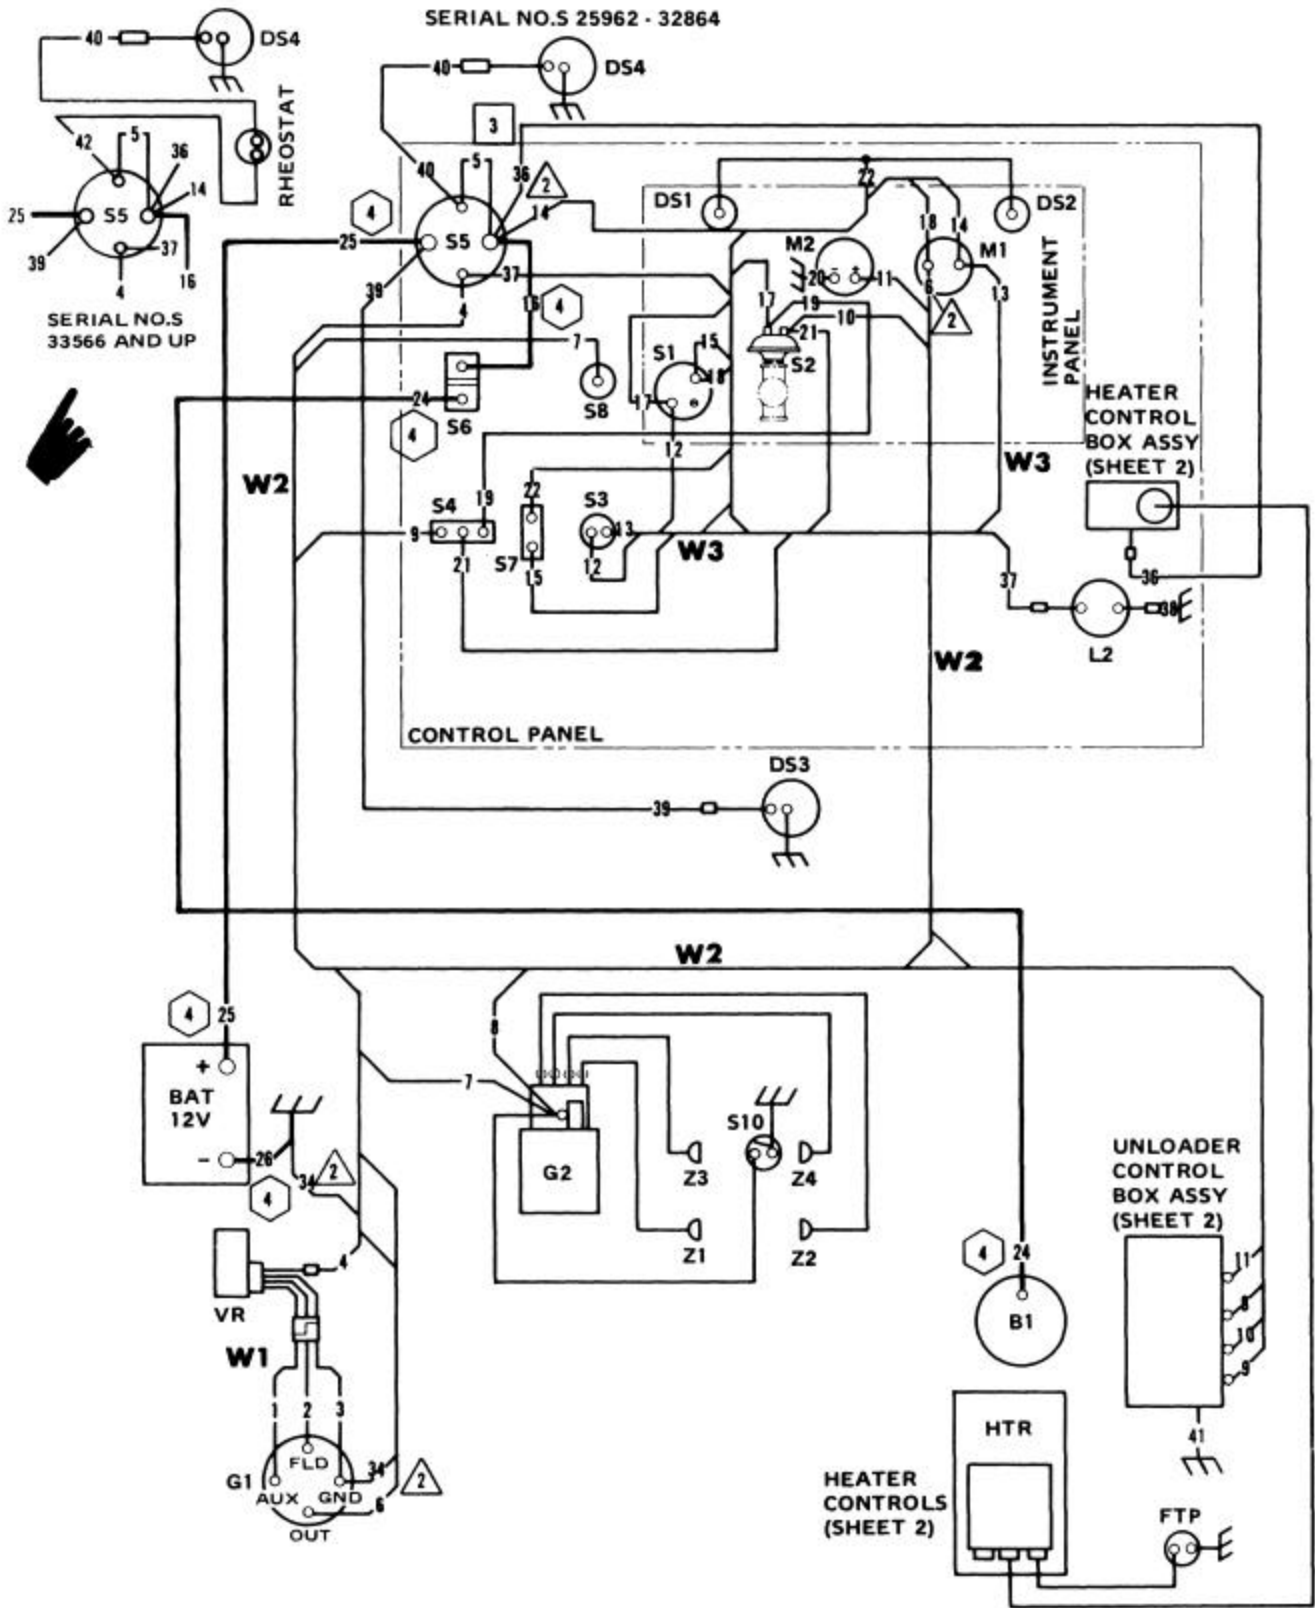 SERIAL NO.S 25962 - 32864
40
DS4
40
DS4
RHEOSTAT
3
42
5
36
14
25
S5
39
37
4
16
SERIAL NO.S
33566 AND UP
40
5
36
2
14
4
25
S5
39
37
4
16
4
7
S8
24
S6
4
DS1
22
DS2
18
14
M2
M1
20
-
+
11
6
13
2
17
19
10
21
S2
S1
15
18
17
12
INSTRUMENT
PANEL
HEATER
CONTROL
BOX ASSY
(SHEET 2)
W2
W3
19
22
S4
S3
9
13
21
S7
15
12
W3
37
36
38
L2
W2
CONTROL PANEL
DS3
39
W2
4
25
+
BAT
12V
-
26
4
34
2
8
7
G2
S10
Z3
Z4
Z1
Z2
UNLOADER
CONTROL
BOX ASSY
(SHEET 2)
4
24
B1
11
8
10
9
41
VR
4
W1
1
2
3
FLD
G1
AUX
GND
34
2
6
OUT
HTR
HEATER
CONTROLS
(SHEET 2)
FTP